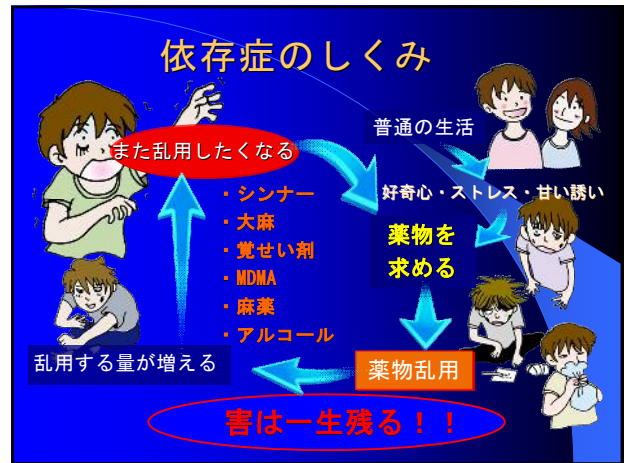 依存症のしくみ
普通の生活
また乱用したくなる
好奇心・ストレス・甘い誘い
・シンナー
・大麻
・覚せい剤
・MDMA
・麻薬
・アルコール
薬物を
求める
乱用する量が増える
薬物乱用
害は一生残る！！